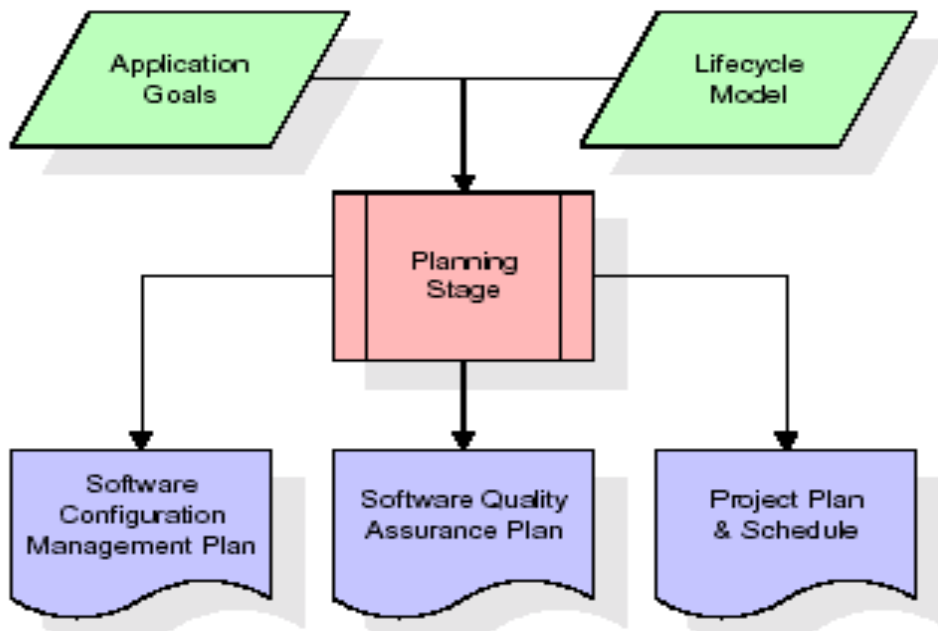 Application
Goals
Lifecycle
Model
Planning
Stage
Software
Configuration
Management Plan
Software Quality
Assurance Plan
Project Plan
& Schedule